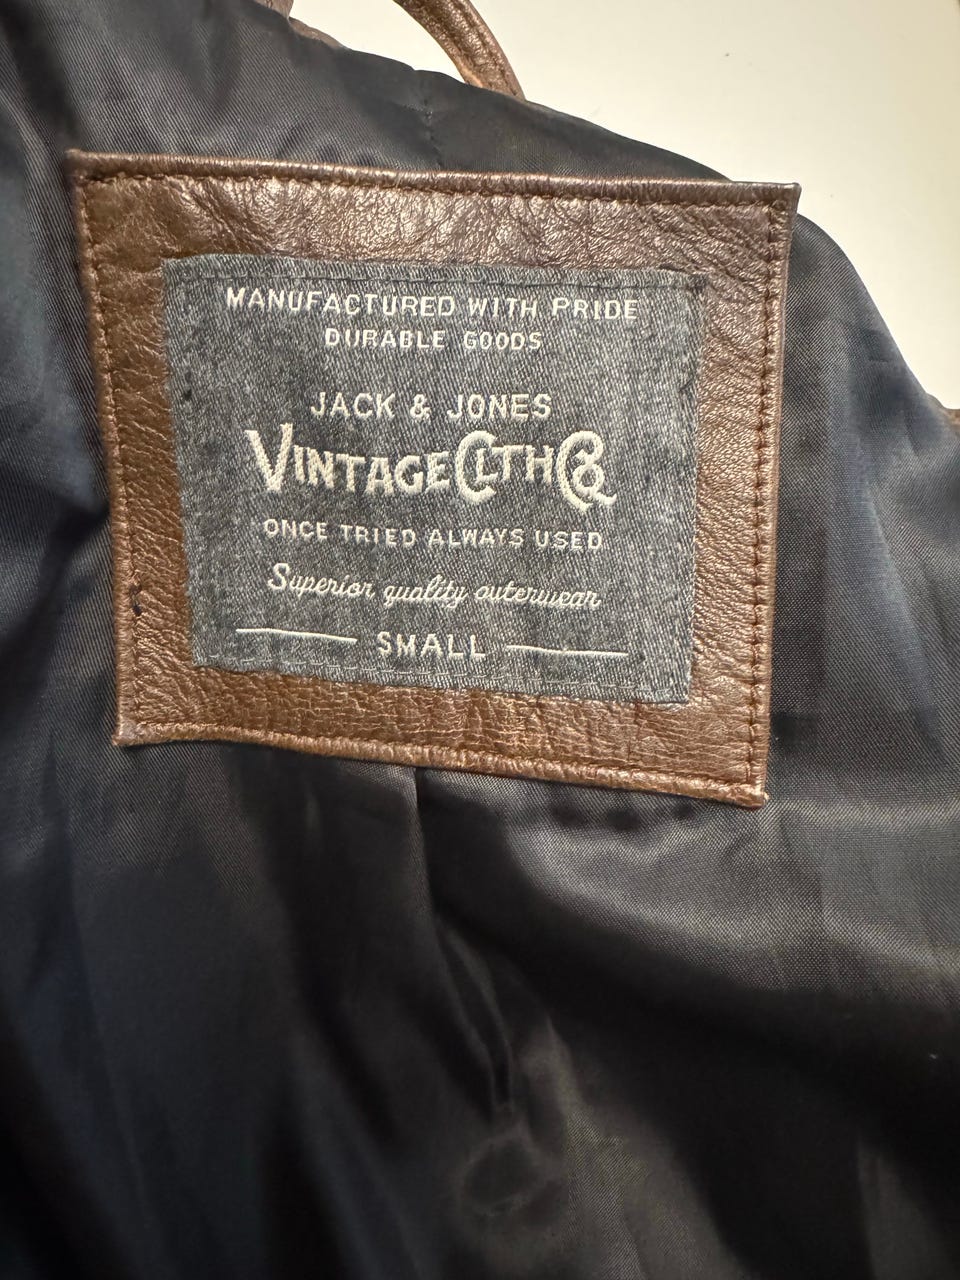 MANUFACTURED WITH PRIDE
DURABLE GOODS
JACK & JONES
VINTAGE CLTH Co
ONCE TRIED ALWAYS USED
Superior quality outerwear
SMALL